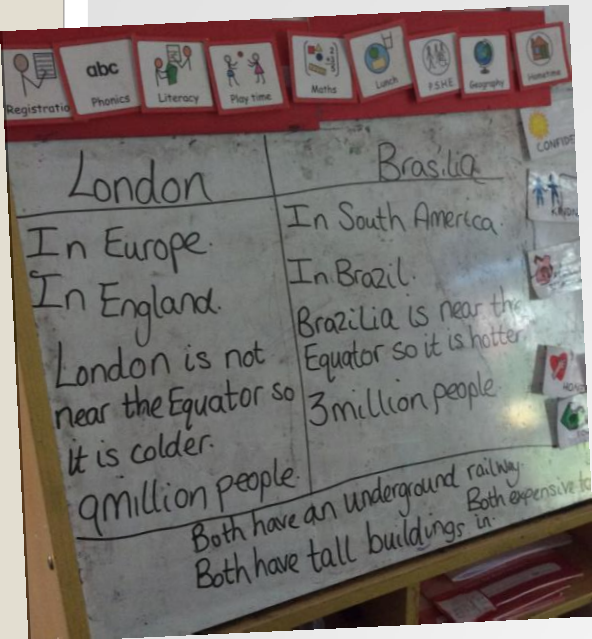 Registratio
abc
Phonics
Literacy
Play time
Maths
Lunch
P.S.H.E
Geography
Hometime
London
In Europe.
In England.
London is not
near the Equator so
it is colder.
9million people.
Brasilia
In South America.
In Brazil.
Brazilia is near the
Equator so it is hotter
3million people.
Both have an underground railway.
Both have tall buildings
Both expensive to
in.
CONFIDE